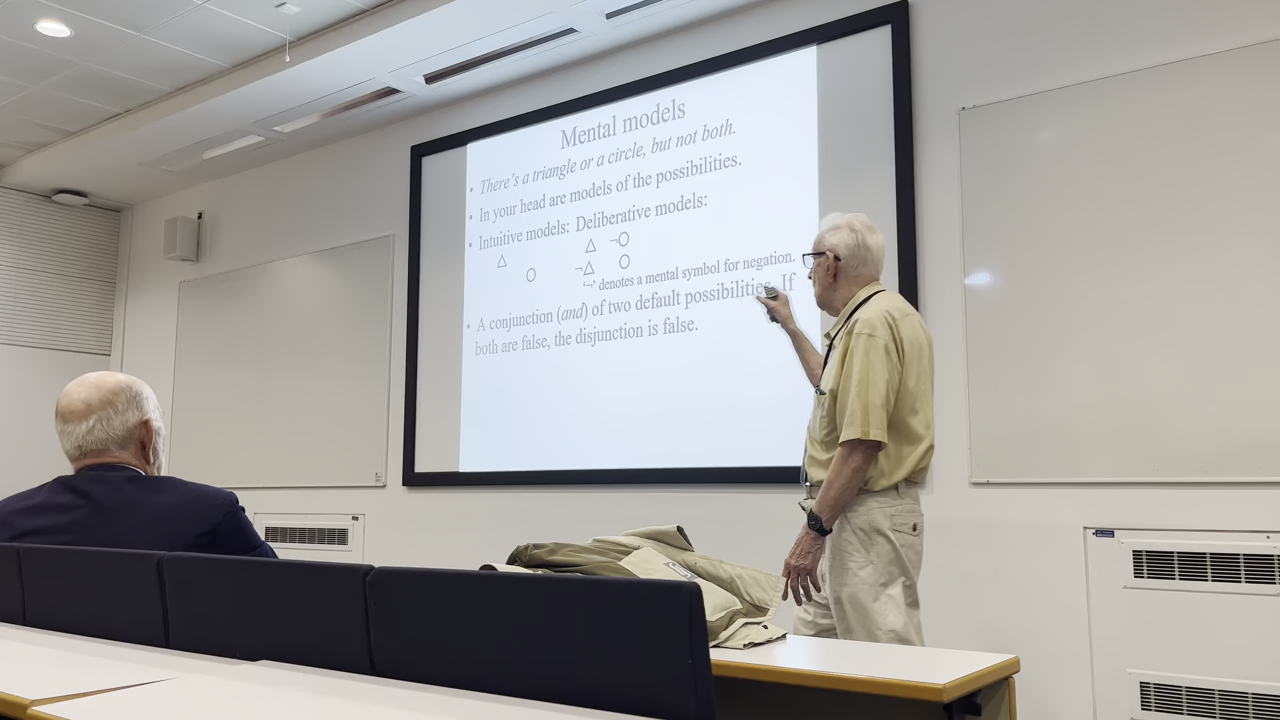 Mental models
There's a triangle or a circle, but not both.
In your head are models of the possibilities.
Intuitive models: Deliberative models:
¬
¬
'¬' denotes a mental symbol for negation.
A conjunction (and) of two default possibilities. If
both are false, the disjunction is false.